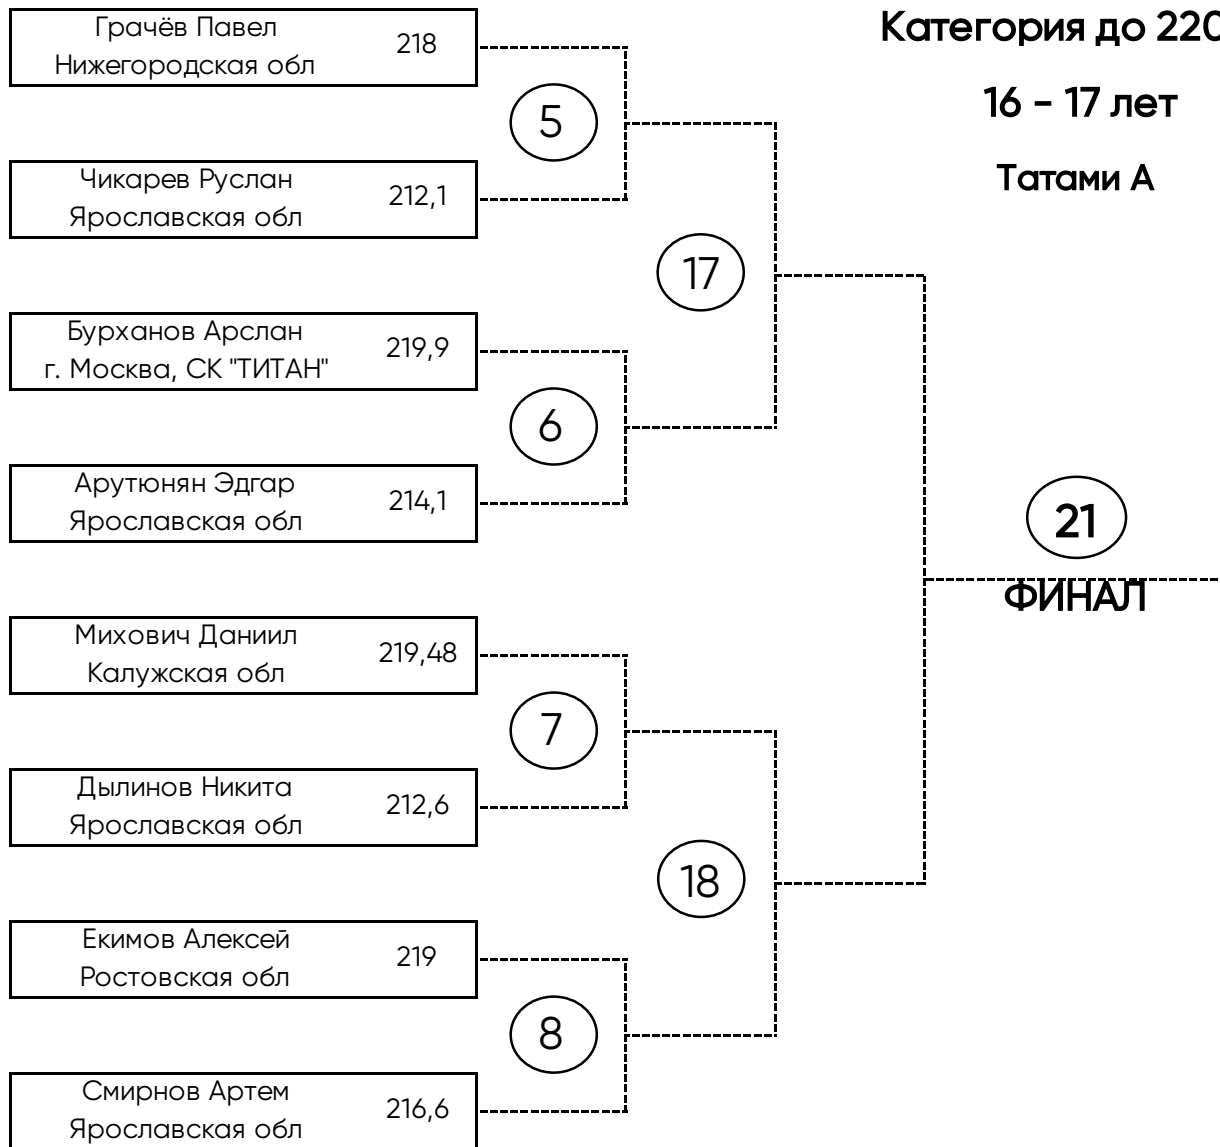 Категория до 220
16 - 17 лет
Татами А
Грачёв Павел
Нижегородская обл
218
5
Чикарев Руслан
Ярославская обл
212,1
17
Бурханов Арслан
г. Москва, СК "ТИТАН"
219,9
6
Арутюнян Эдгар
Ярославская обл
214,1
21
ФИНАЛ
Михович Даниил
Калужская обл
219,48
7
Дылинов Никита
Ярославская обл
212,6
18
Екимов Алексей
Ростовская обл
219
8
Смирнов Артем
Ярославская обл
216,6